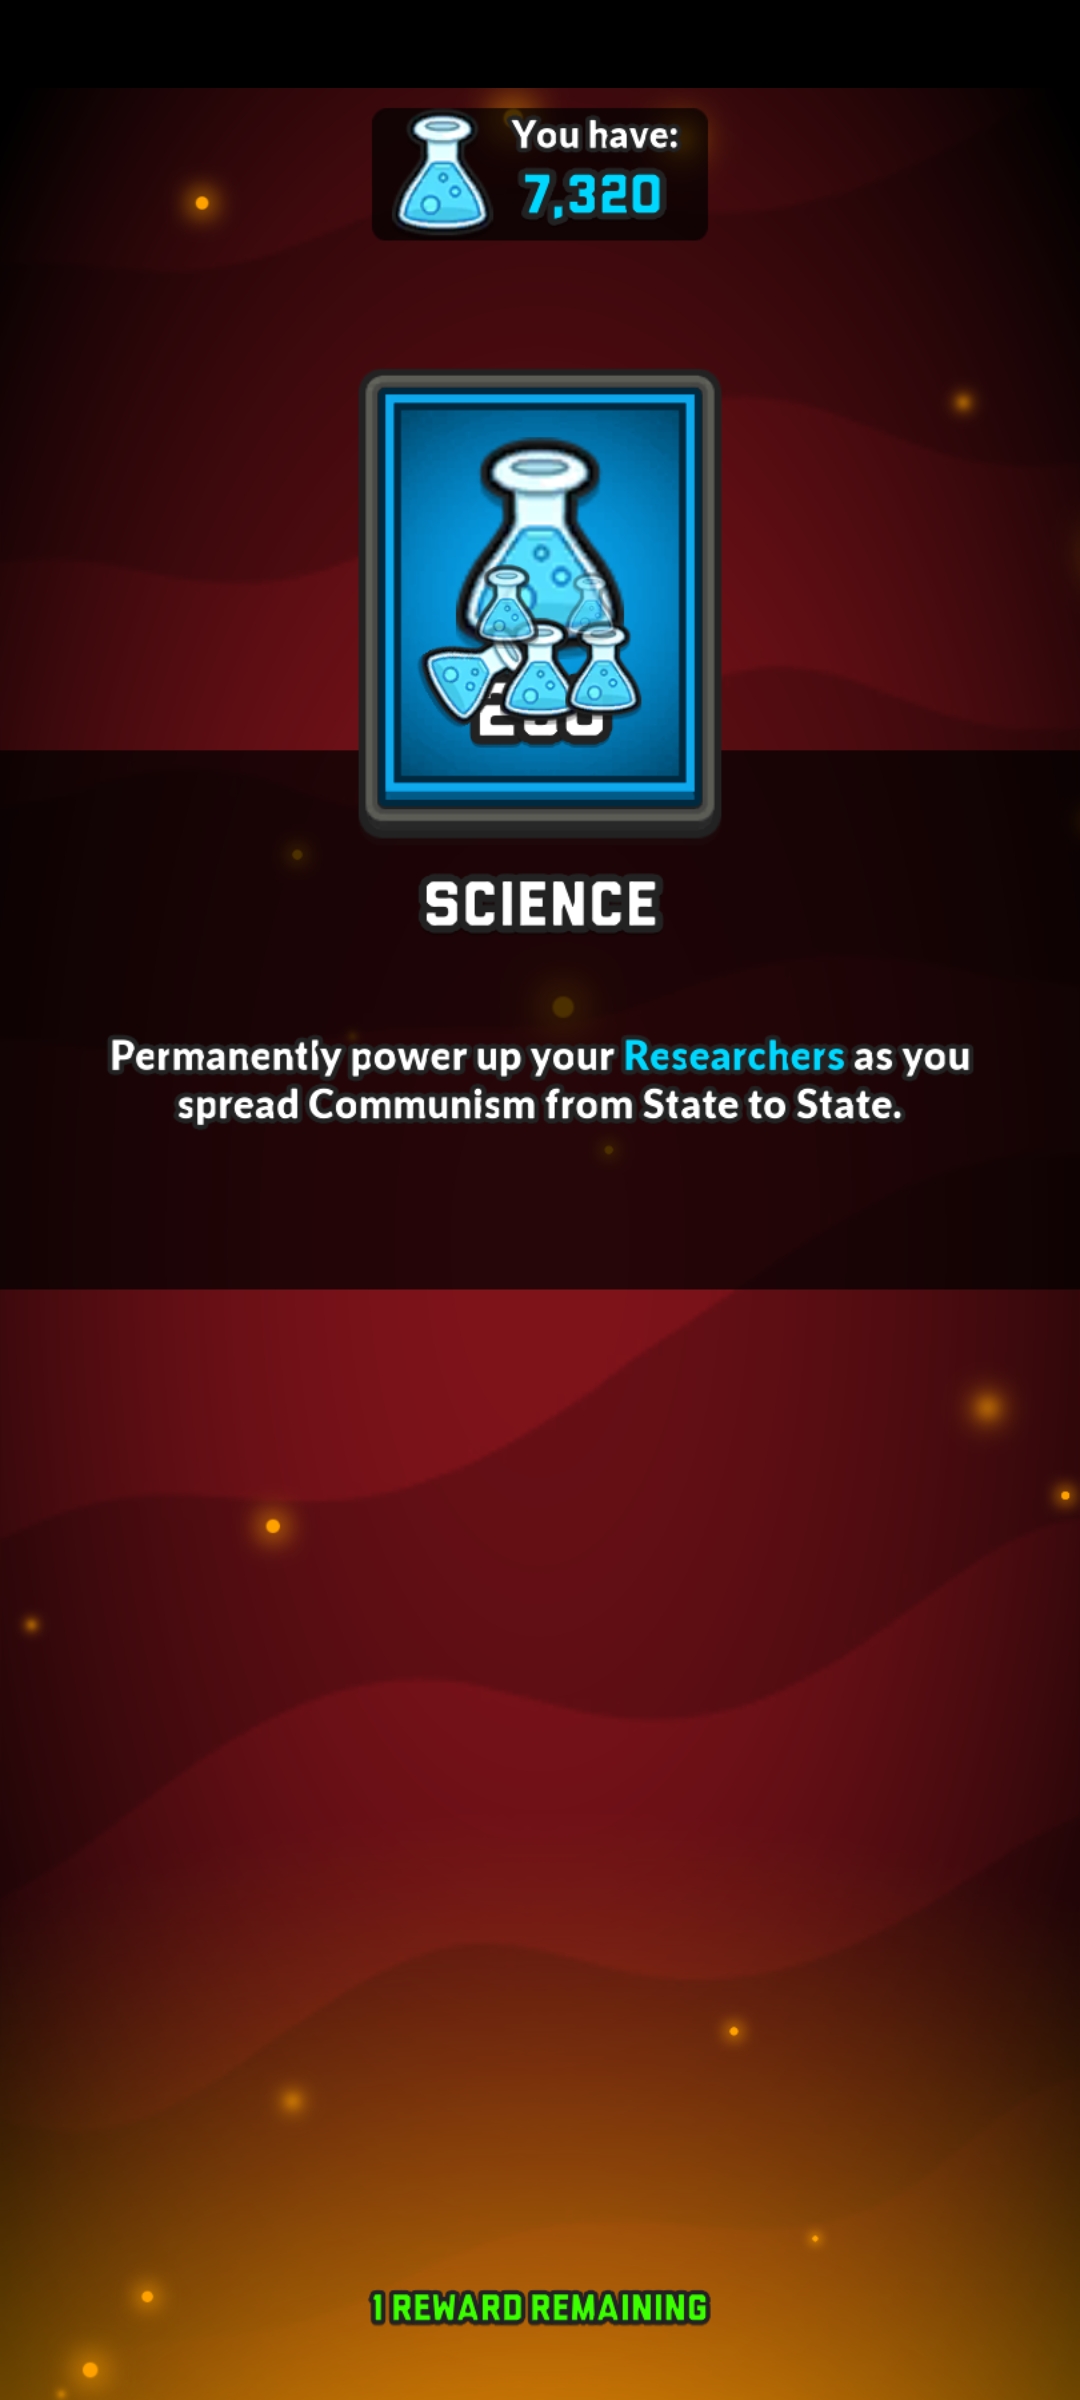 You have:
7,320
SCIENCE
Permanently power up your Researchers as you
spread Communism from State to State.
1 REWARD REMAINING